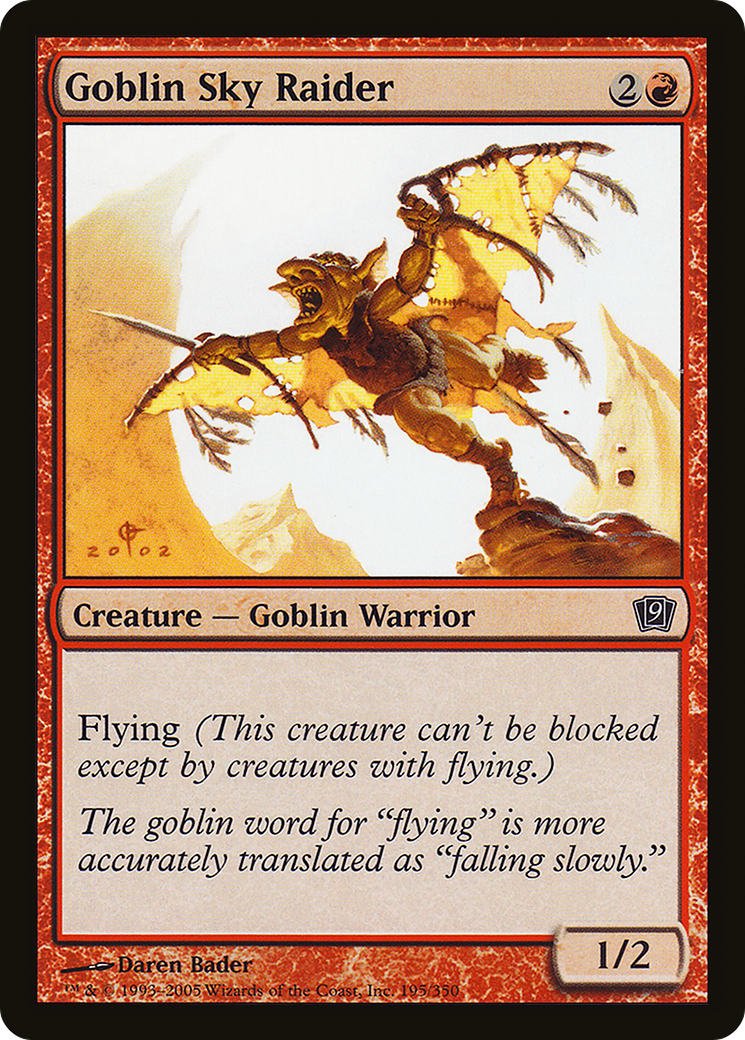 Goblin Sky Raider
2
2002
Creature — Goblin Warrior
9
Flying (This creature can't be blocked
except by creatures with flying.)
The goblin word for “flying” is more
accurately translated as “falling slowly.”
1/2
Daren Bader
™ & © 1993–2005 Wizards of the Coast, Inc. 195/350